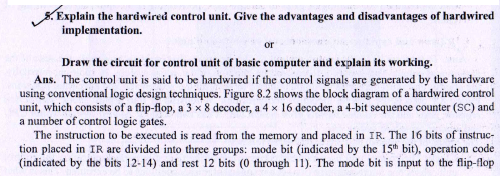 5. Explain the hardwired control unit. Give the advantages and disadvantages of hardwired
implementation.
or
Draw the circuit for control unit of basic computer and explain its working.
Ans. The control unit is said to be hardwired if the control signals are generated by the hardware
using conventional logic design techniques. Figure 8.2 shows the block diagram of a hardwired control
unit, which consists of a flip-flop, a 3 × 8 decoder, a 4 × 16 decoder, a 4-bit sequence counter (SC) and
a number of control logic gates.
The instruction to be executed is read from the memory and placed in IR. The 16 bits of instruc-
tion placed in IR are divided into three groups: mode bit (indicated by the 15th bit), operation code
(indicated by the bits 12-14) and rest 12 bits (0 through 11). The mode bit is input to the flip-flop